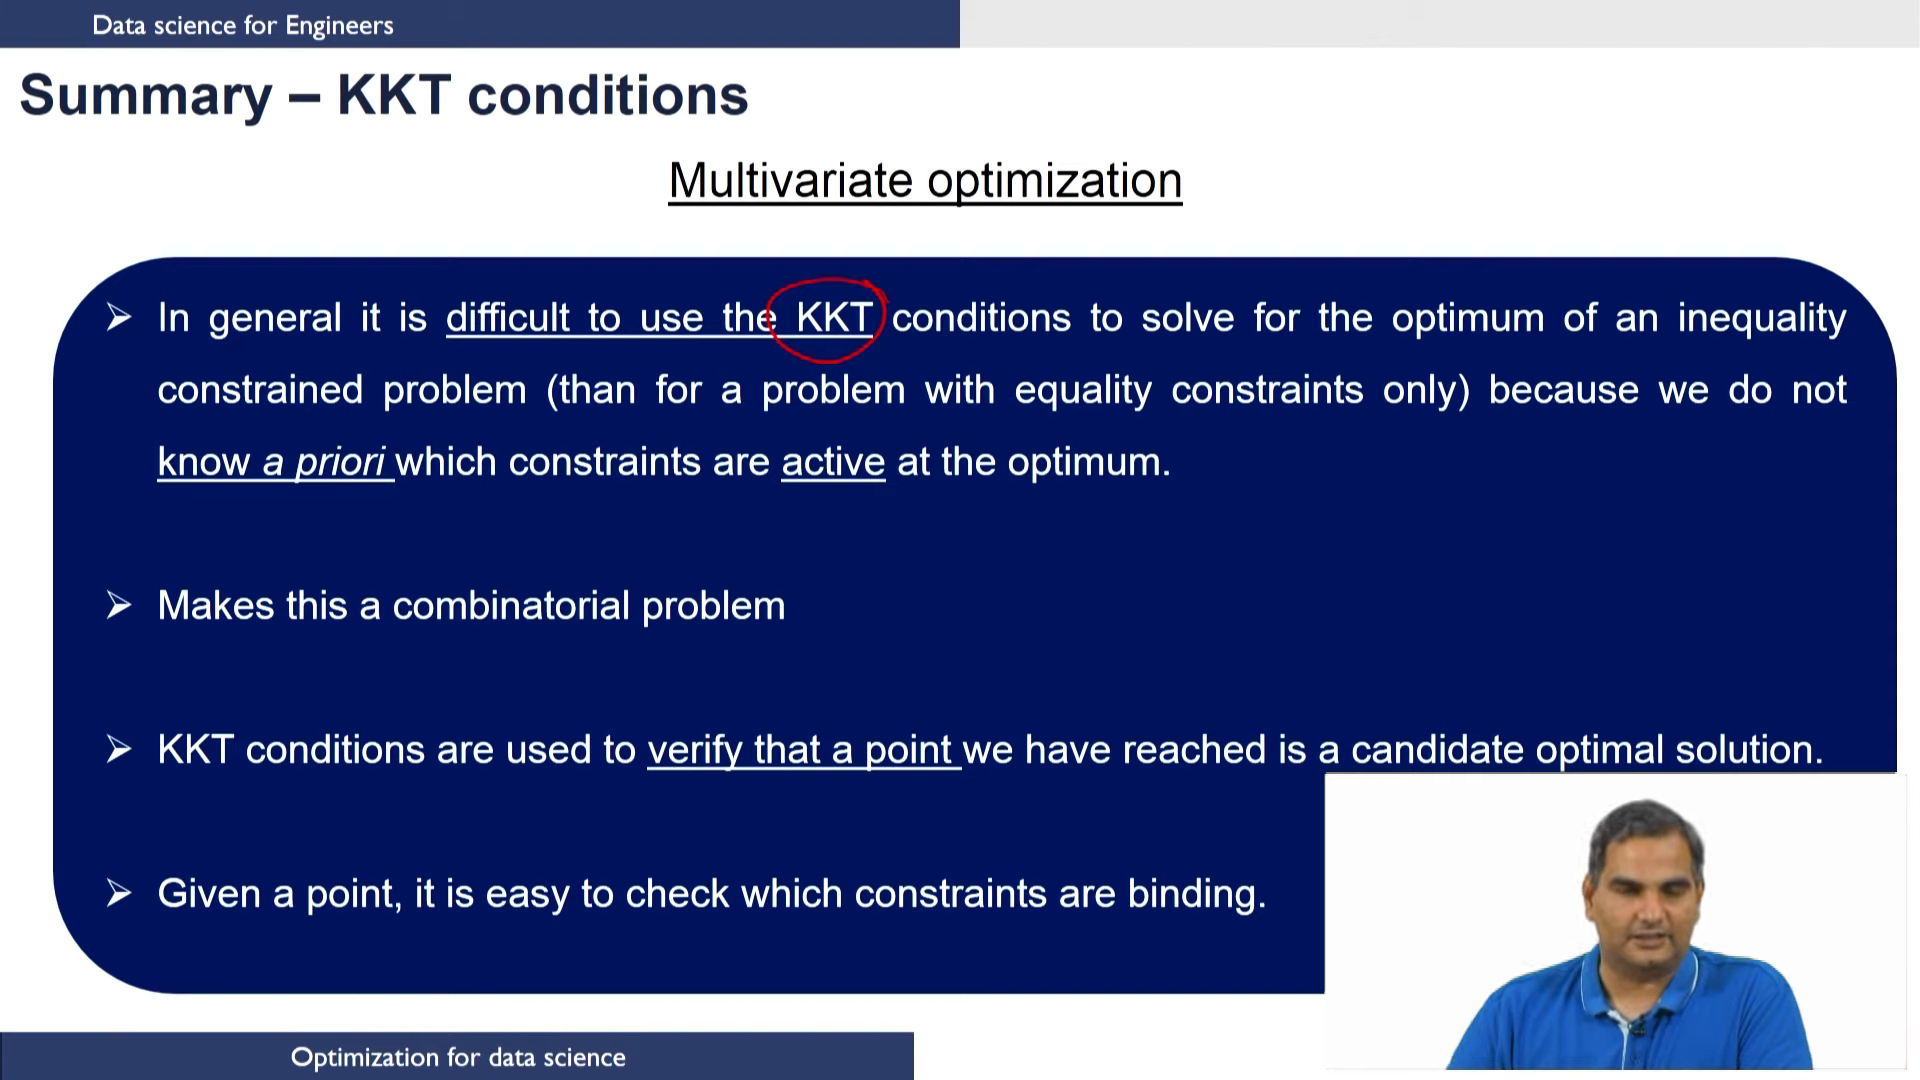 Data science for Engineers
Summary – KKT conditions
Multivariate optimization
➢ In general it is difficult to use the KKT conditions to solve for the optimum of an inequality
constrained problem (than for a problem with equality constraints only) because we do not
know a priori which constraints are active at the optimum.
➢ Makes this a combinatorial problem
➢ KKT conditions are used to verify that a point we have reached is a candidate optimal solution.
➢ Given a point, it is easy to check which constraints are binding.
Optimization for data science